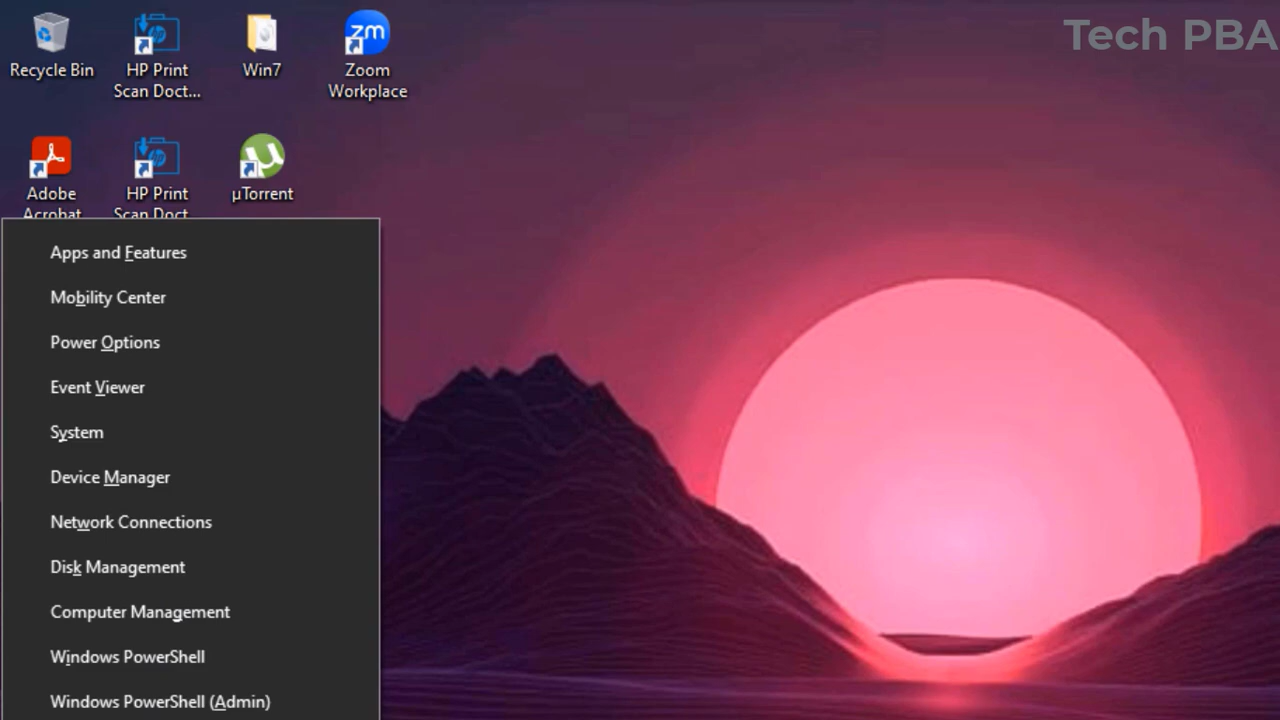 Tech PBA
zm
Recycle Bin
HP Print
Scan Doct...
Win7
Zoom
Workplace
Adobe
Acrobat
HP Print
Scan Doct
µTorrent
Apps and Features
Mobility Center
Power Options
Event Viewer
System
Device Manager
Network Connections
Disk Management
Computer Management
Windows PowerShell
Windows PowerShell (Admin)